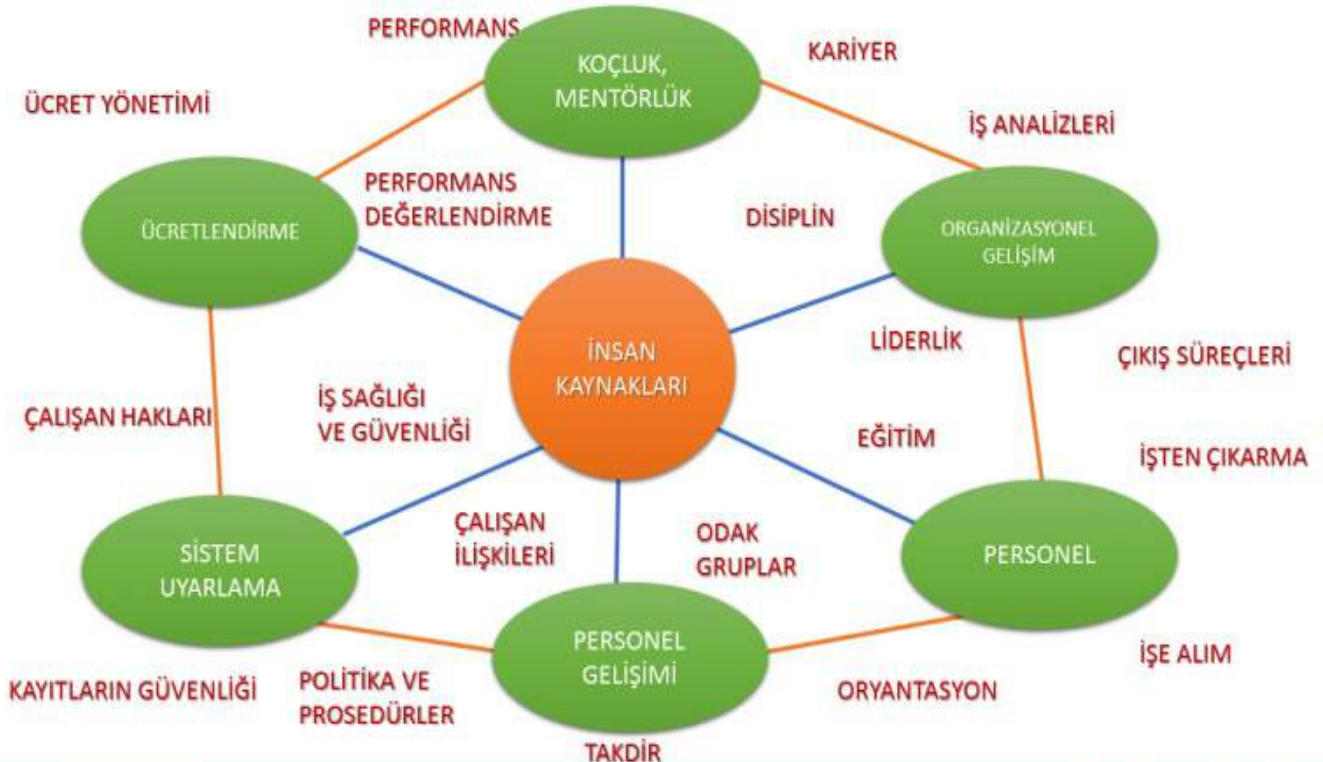 PERFORMANS
KOÇLUK,
MENTÖRLÜK
KARİYER
ÜCRET YÖNETİMİ
İŞ ANALİZLERİ
PERFORMANS
DEĞERLENDİRME
DİSİPLİN
ÜCRETLENDİRME
ORGANİZASYONEL
GELİŞİM
İNSAN
KAYNAKLARI
LİDERLİK
ÇIKIŞ SÜREÇLERİ
ÇALIŞAN HAKLARI
İŞ SAĞLIĞI
VE GÜVENLİĞİ
EĞİTİM
İŞTEN ÇIKARMA
SİSTEM
UYARLAMA
ÇALIŞAN
İLİŞKİLERİ
ODAK
GRUPLAR
PERSONEL
PERSONEL
GELİŞİMİ
İŞE ALIM
KAYITLARIN GÜVENLİĞİ
POLİTİKA VE
PROSEDÜRLER
ORYANTASYON
TAKDİR